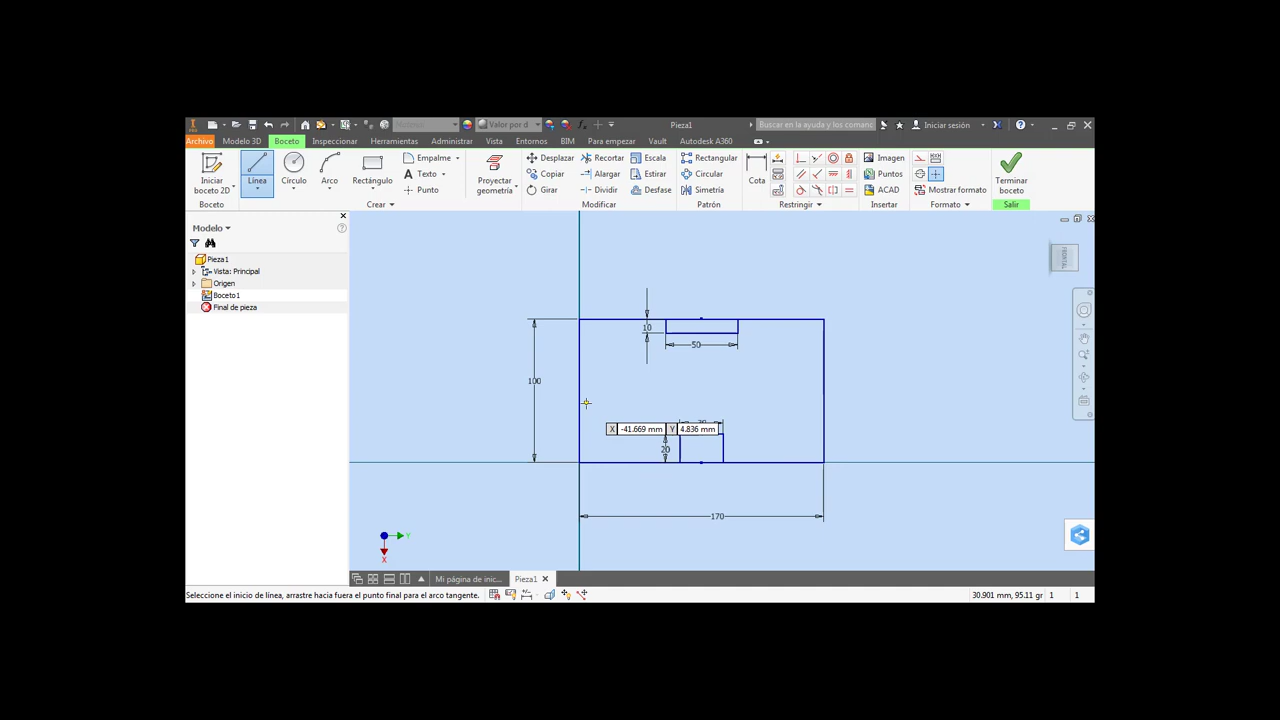 Modelos
Valor por d
Pieza1
Buscar en la ayuda y los comanc
Iniciar sesión
Archivo Modelo 3D Boceto Inspeccionar Herramientas Administrar Vista Entornos BIM Para empezar Vault Autodesk A360
Iniciar boceto 2D
Línea
Círculo
Arco
Rectángulo
Empalme
Texto
Punto
Proyectar geometría
Desplazar
Copiar
Girar
Recortar
Alargar
Dividir
Escala
Estirar
Desfase
Rectangular
Circular
Simetría
Cota
Imagen
Puntos
ACAD
Mostrar formato
Terminar boceto
Boceto Crear Modificar Patrón Restringir Insertar Formato Salir
Modelo
Pieza1
Vista: Principal
Origen
Boceto1
Final de pieza
FRONTAL
10
50
100
X -41.669 mm Y 4.836 mm
20
170
Y
X
Mi página de inic...
Pieza1
Seleccione el inicio de línea, arrastre hacia fuera el punto final para el arco tangente.
30.901 mm, 95.11 gr 1 1